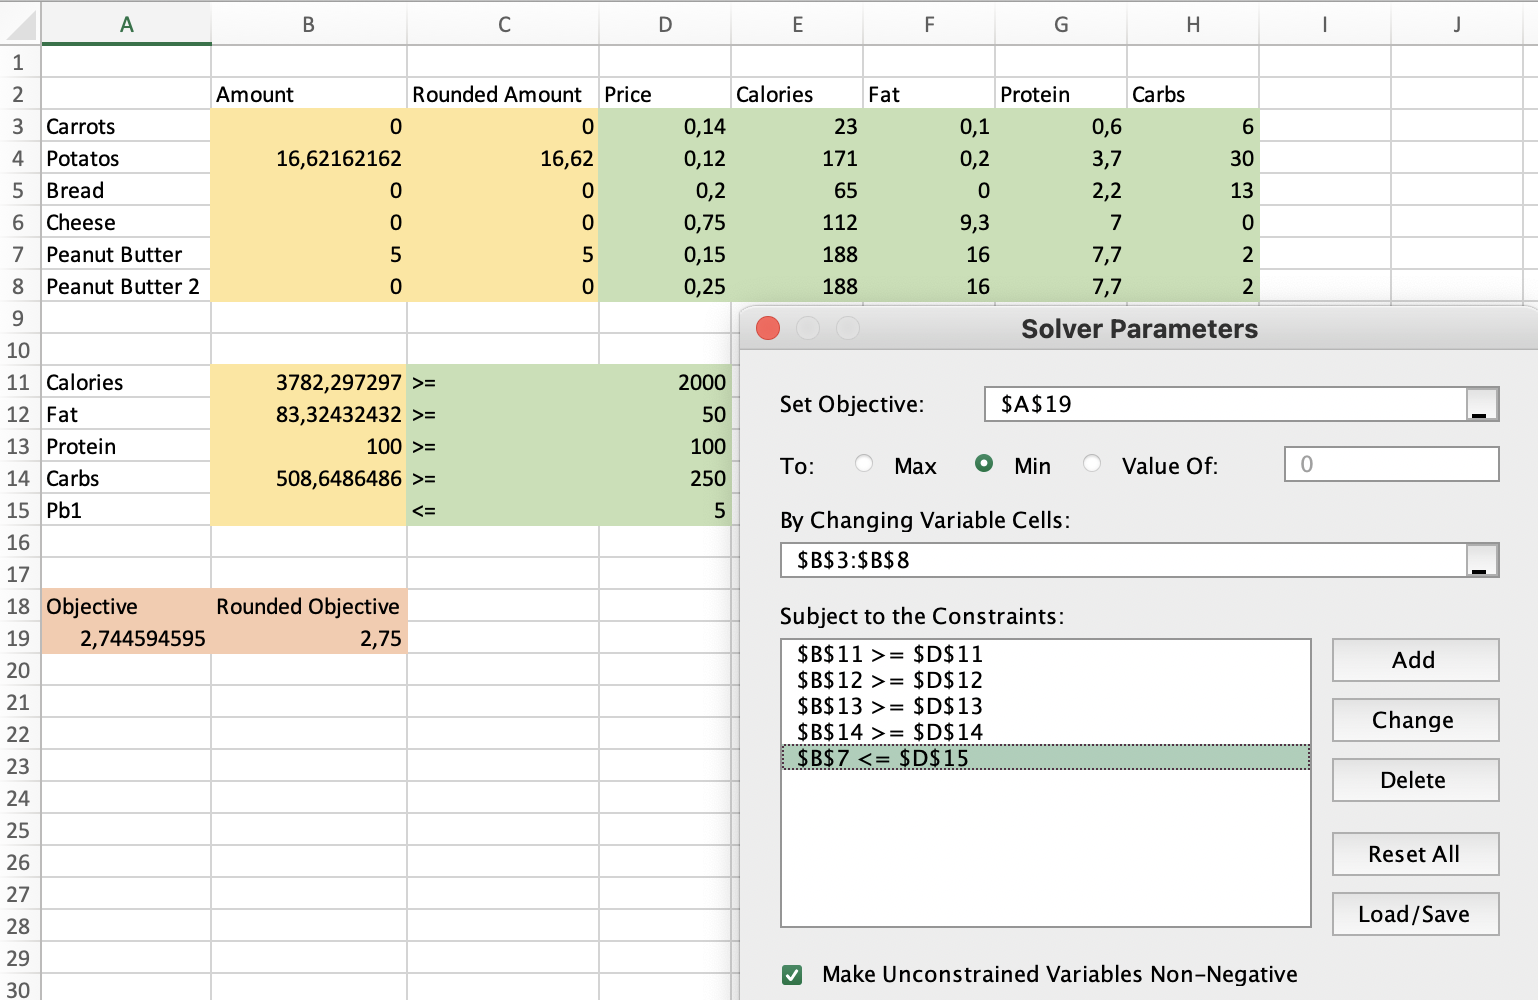 A B C D E F G H I J
1
2 Amount Rounded Amount Price Calories Fat Protein Carbs
3 Carrots 0 0 0,14 23 0,1 0,6 6
4 Potatos 16,62162162 16,62 0,12 171 0,2 3,7 30
5 Bread 0 0 0,2 65 0 2,2 13
6 Cheese 0 0 0,75 112 9,3 7 0
7 Peanut Butter 5 5 0,15 188 16 7,7 2
8 Peanut Butter 2 0 0 0,25 188 16 7,7 2
9
10
11 Calories 3782,297297 >= 2000
12 Fat 83,32432432 >= 50
13 Protein 100 >= 100
14 Carbs 508,6486486 >= 250
15 Pb1 <= 5
16
17
18 Objective Rounded Objective
19 2,744594595 2,75
20
21
22
23
24
25
26
27
28
29
30
Solver Parameters
Set Objective: $A$19
To: Max Min Value Of: 0
By Changing Variable Cells:
$B$3:$B$8
Subject to the Constraints:
$B$11 >= $D$11
$B$12 >= $D$12
$B$13 >= $D$13
$B$14 >= $D$14
$B$7 <= $D$15
Add
Change
Delete
Reset All
Load/Save
Make Unconstrained Variables Non-Negative